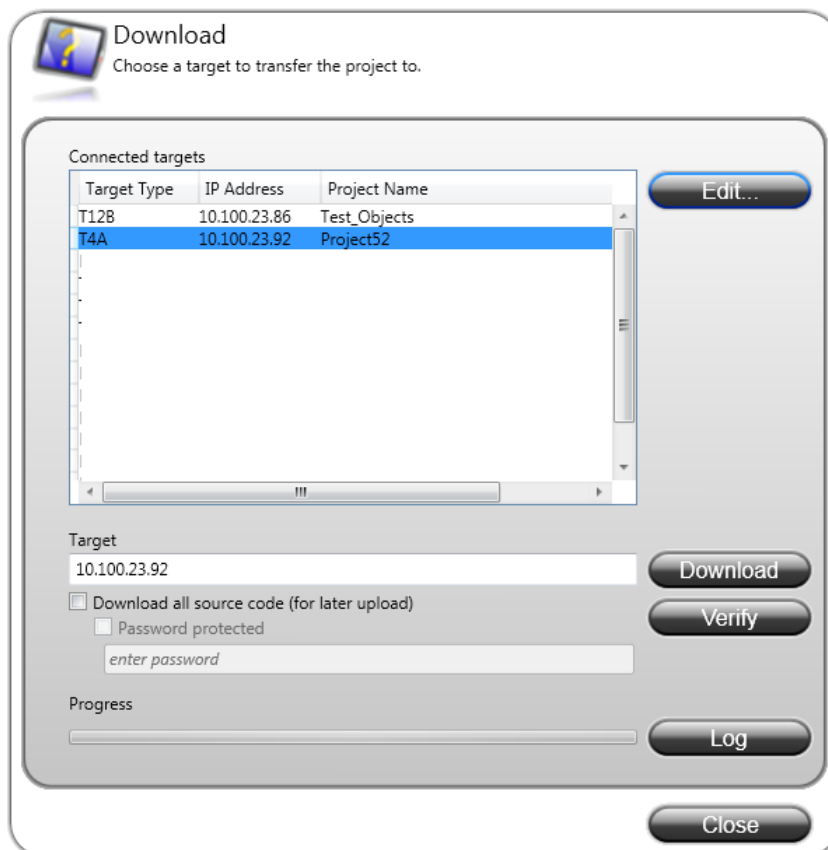 Download
Choose a target to transfer the project to.
Connected targets
Target Type IP Address Project Name
T12B 10.100.23.86 Test_Objects
T4A 10.100.23.92 Project52
Edit...
Target
10.100.23.92
Download
Download all source code (for later upload)
Verify
Password protected
enter password
Progress
Log
Close